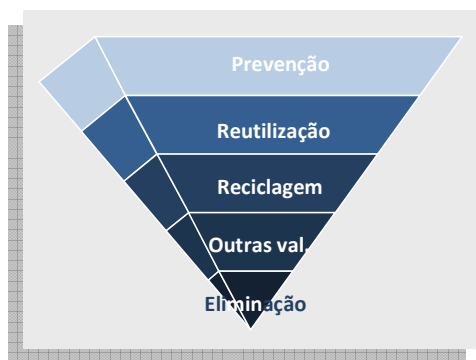 Prevenção
Reutilização
Reciclagem
Outras val.
Eliminação